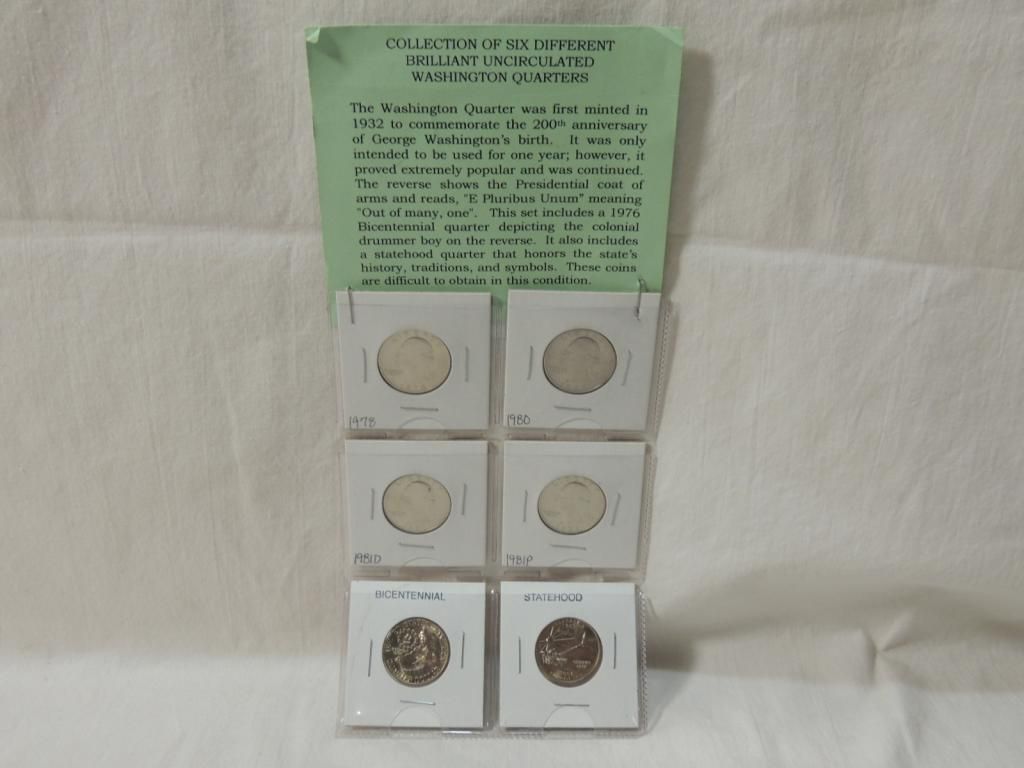 COLLECTION OF SIX DIFFERENT
BRILLIANT UNCIRCULATED
WASHINGTON QUARTERS
The Washington Quarter was first minted in
1932 to commemorate the 200th anniversary
of George Washington's birth. It was only
intended to be used for one year; however, it
proved extremely popular and was continued.
The reverse shows the Presidential coat of
arms and reads, "E Pluribus Unum" meaning
"Out of many, one". This set includes a 1976
Bicentennial quarter depicting the colonial
drummer boy on the reverse. It also includes
a statehood quarter that honors the state's
history, traditions, and symbols. These coins
are difficult to obtain in this condition.
1978
1980
1981D
1981P
BICENTENNIAL
STATEHOOD